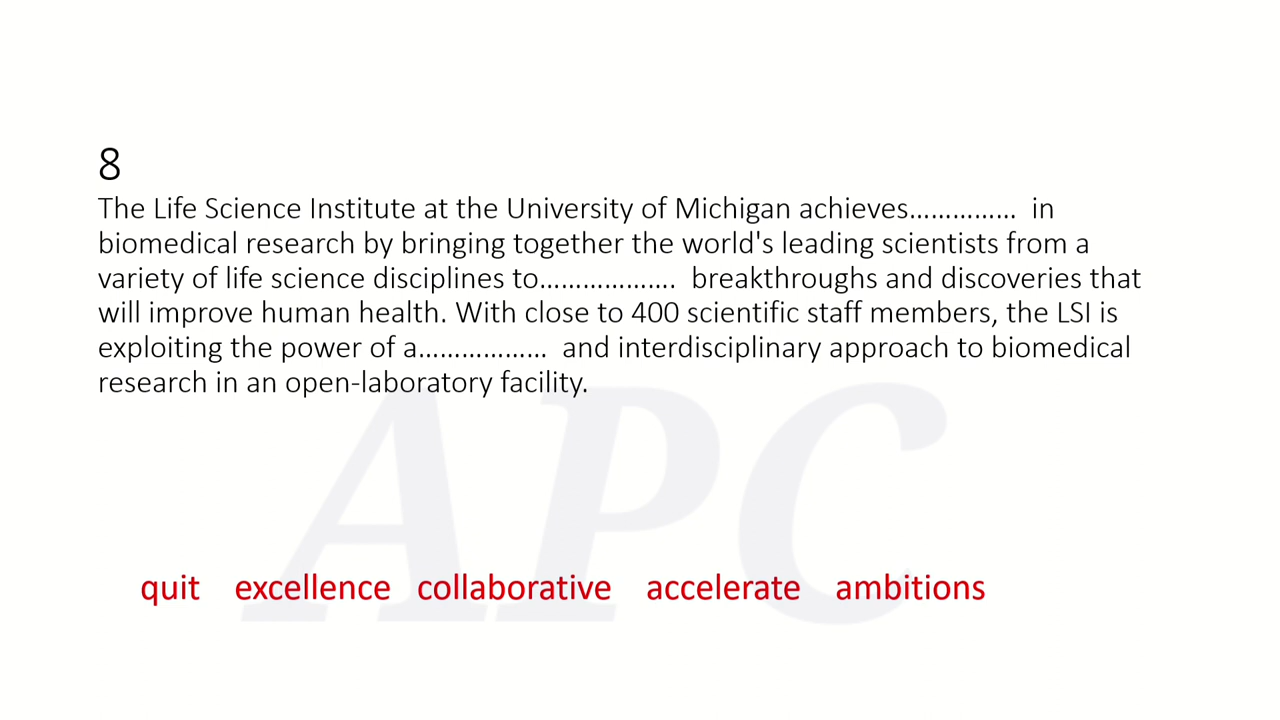 8
The Life Science Institute at the University of Michigan achieves............... in
biomedical research by bringing together the world's leading scientists from a
variety of life science disciplines to................... breakthroughs and discoveries that
will improve human health. With close to 400 scientific staff members, the LSI is
exploiting the power of a.................. and interdisciplinary approach to biomedical
research in an open-laboratory facility.
APC
quit excellence collaborative accelerate ambitions